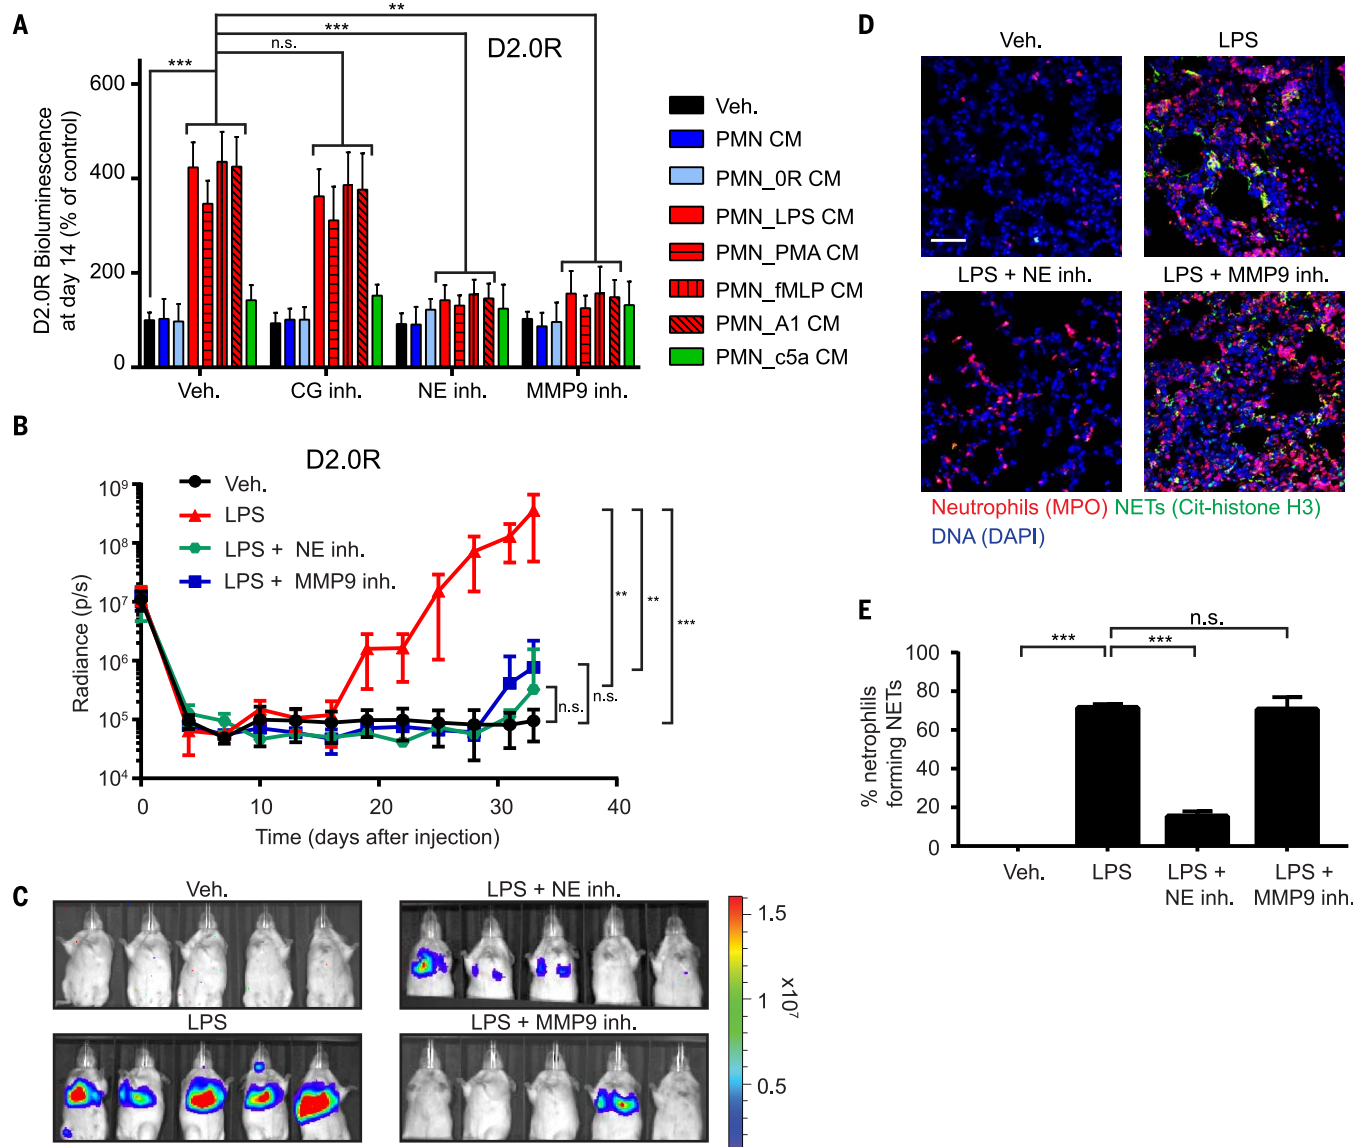 A
D2.0R
**
***
n.s.
***
D2.0R Bioluminescence
at day 14 (% of control)
600
400
200
0
Veh.
CG inh.
NE inh.
MMP9 inh.
Veh.
PMN CM
PMN_0R CM
PMN_LPS CM
PMN_PMA CM
PMN_fMLP CM
PMN_A1 CM
PMN_c5a CM
B
D2.0R
Veh.
LPS
LPS + NE inh.
LPS + MMP9 inh.
Radiance (p/s)
10⁹
10⁸
10⁷
10⁶
10⁵
10⁴
0
10
20
30
40
Time (days after injection)
n.s.
n.s.
**
**
***
C
Veh.
LPS + NE inh.
LPS
LPS + MMP9 inh.
1.5
1
0.5
x10⁷
D
Veh.
LPS
LPS + NE inh.
LPS + MMP9 inh.
Neutrophils (MPO) NETs (Cit-histone H3)
DNA (DAPI)
E
n.s.
***
***
% netrophils
forming NETs
100
80
60
40
20
0
Veh.
LPS
LPS +
NE inh.
LPS +
MMP9 inh.